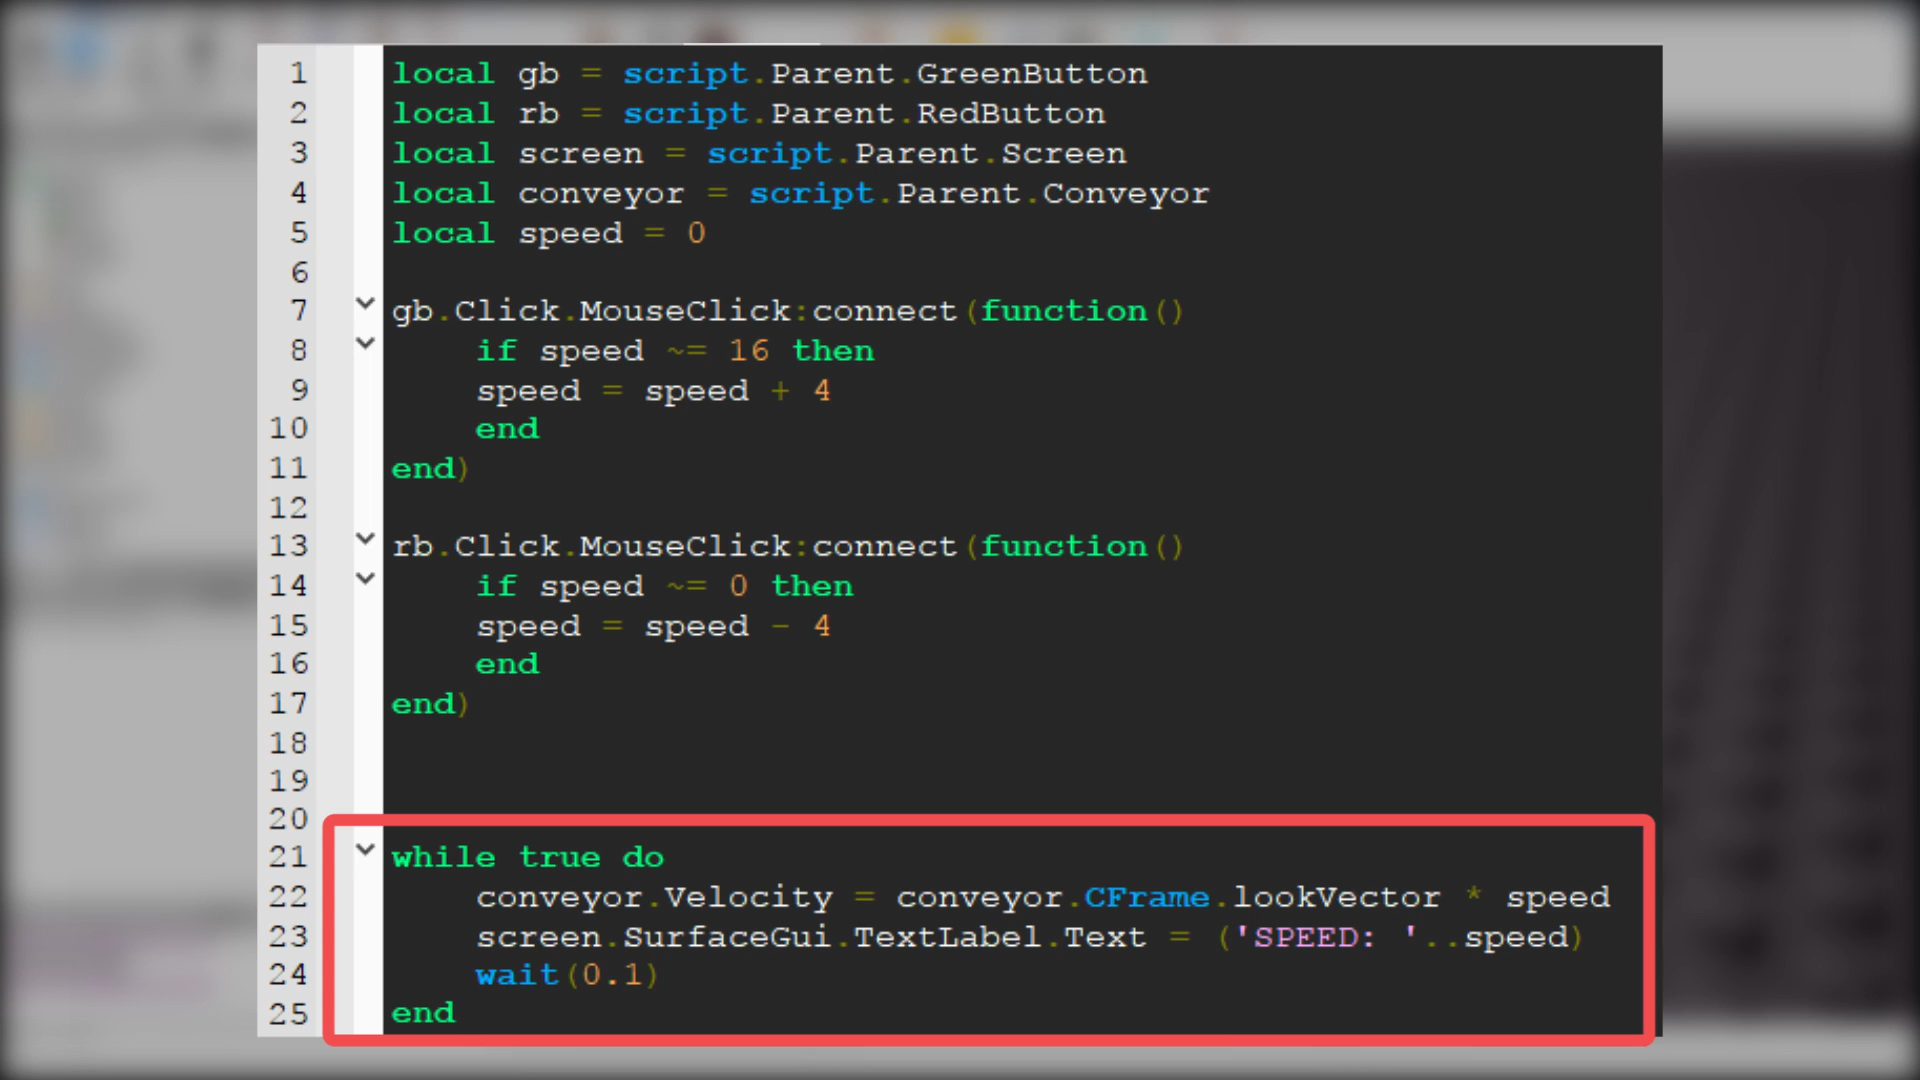 1 local gb = script.Parent.GreenButton
2 local rb = script.Parent.RedButton
3 local screen = script.Parent.Screen
4 local conveyor = script.Parent.Conveyor
5 local speed = 0
6
7 gb.Click.MouseClick:connect(function()
8 if speed ~= 16 then
9 speed = speed + 4
10 end
11 end)
12
13 rb.Click.MouseClick:connect(function()
14 if speed ~= 0 then
15 speed = speed - 4
16 end
17 end)
18
19
20
21 while true do
22 conveyor.Velocity = conveyor.CFrame.lookVector * speed
23 screen.SurfaceGui.TextLabel.Text = ('SPEED: '..speed)
24 wait(0.1)
25 end